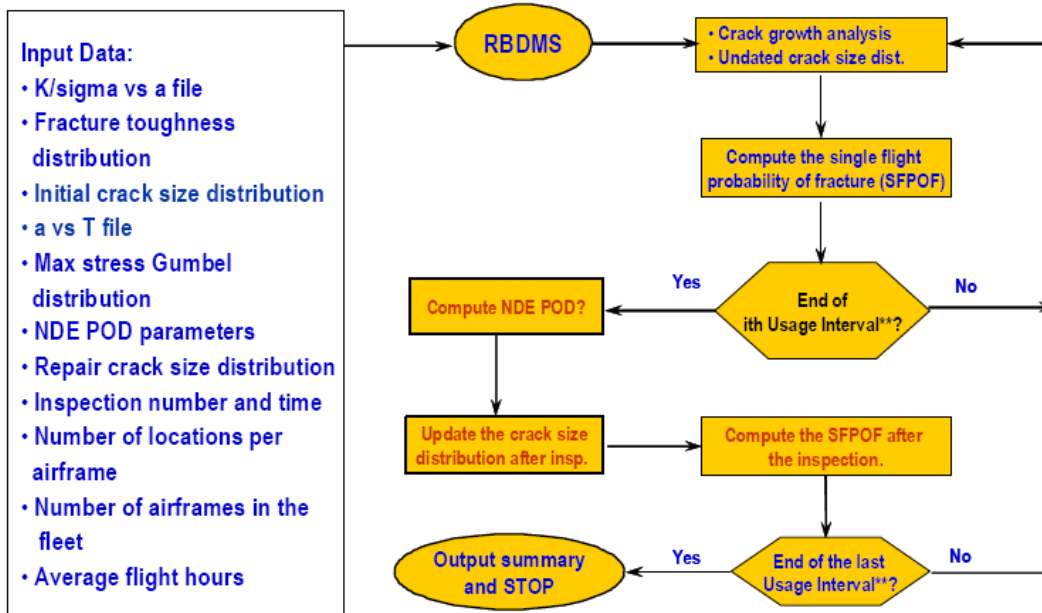 Input Data:
• K/sigma vs a file
• Fracture toughness
distribution
• Initial crack size distribution
• a vs T file
• Max stress Gumbel
distribution
• NDE POD parameters
• Repair crack size distribution
• Inspection number and time
• Number of locations per
airframe
• Number of airframes in the
fleet
• Average flight hours
RBDMS
• Crack growth analysis
• Undated crack size dist.
Compute the single flight
probability of fracture (SFPOF)
End of
ith Usage Interval**?
Yes
No
Compute NDE POD?
Update the crack size
distribution after insp.
Compute the SFPOF after
the inspection.
End of the last
Usage Interval**?
Yes
No
Output summary
and STOP